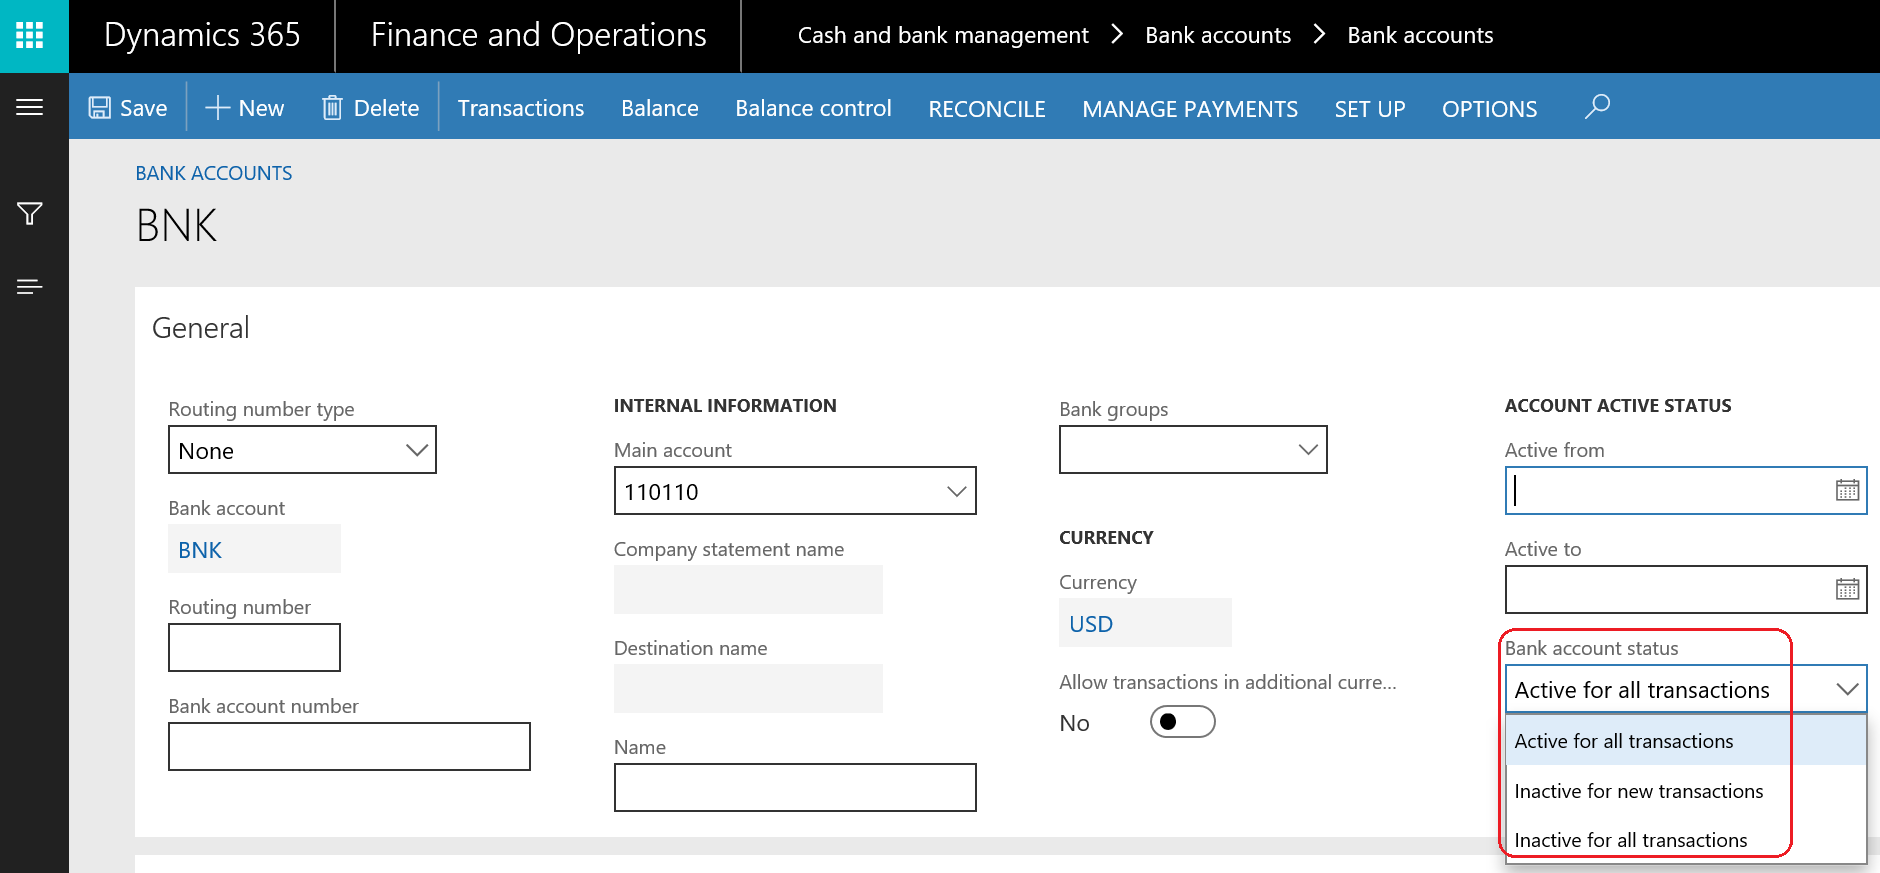 Dynamics 365
Finance and Operations
Cash and bank management > Bank accounts > Bank accounts
Save
New
Delete
Transactions
Balance
Balance control
RECONCILE
MANAGE PAYMENTS
SET UP
OPTIONS
BANK ACCOUNTS
BNK
General
Routing number type
None
Bank account
BNK
Routing number
Bank account number
INTERNAL INFORMATION
Main account
110110
Company statement name
Destination name
Name
Bank groups
CURRENCY
Currency
USD
Allow transactions in additional curre...
No
ACCOUNT ACTIVE STATUS
Active from
Active to
Bank account status
Active for all transactions
Active for all transactions
Inactive for new transactions
Inactive for all transactions